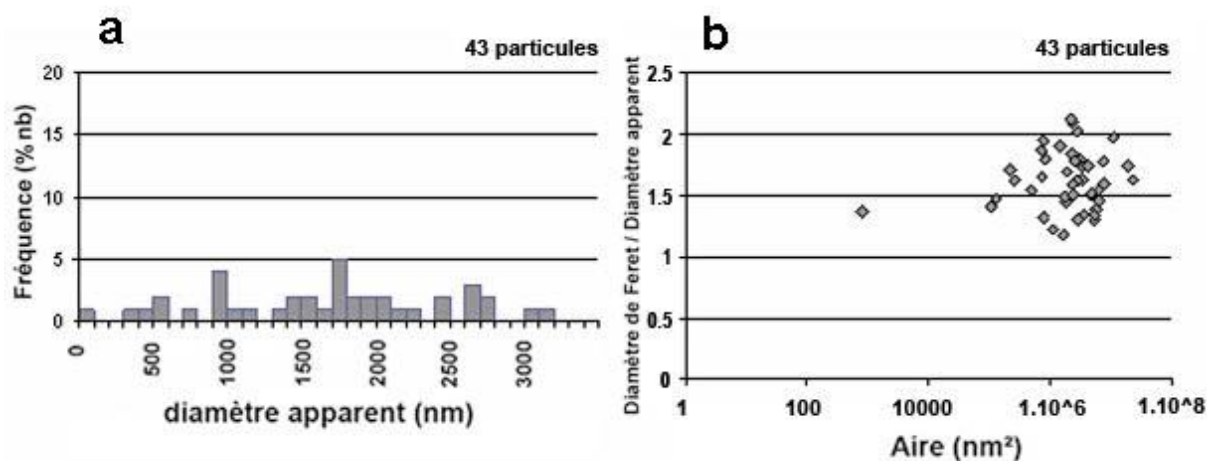 a
43 particules
Fréquence (% nb)
20
15
10
5
0
0
500
1000
1500
2000
2500
3000
diamètre apparent (nm)
b
43 particules
Diamètre de Feret / Diamètre apparent
2.5
2
1.5
1
0.5
0
1
100
10000
1.10^6
1.10^8
Aire (nm²)